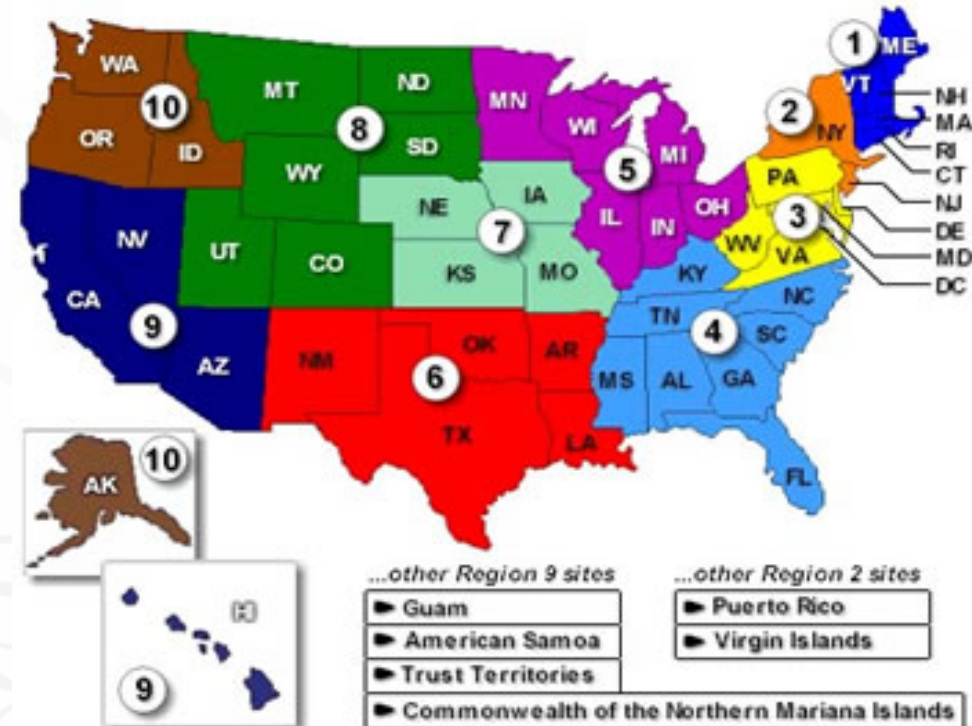 1
ME
WA
VT
10
MT
ND
NH
MN
2
MA
OR
8
NY
WI
ID
SD
MI
RI
5
WY
PA
CT
NE
IA
NJ
OH
3
NV
7
IL
IN
DE
UT
WV
CO
VA
MD
KS
MO
KY
DC
CA
NC
9
TN
4
SC
OK
AR
NM
AZ
6
MS
AL
GA
TX
LA
FL
10
AK
...other Region 9 sites
Guam
American Samoa
Trust Territories
Commonwealth of the Northern Mariana Islands
...other Region 2 sites
Puerto Rico
Virgin Islands
9